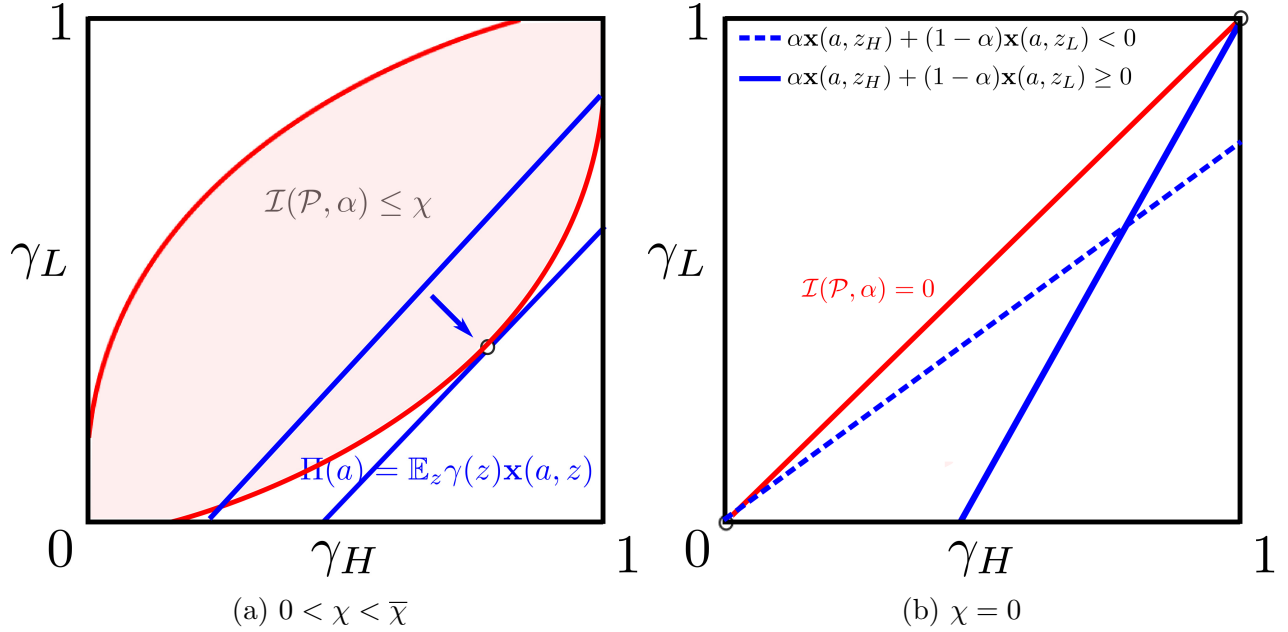 1
γ_L
I(P, α) ≤ χ
Π(a) = 𝔼_z γ(z)x(a, z)
0
γ_H
1
(a) 0 < χ < χ̅
1
αx(a, z_H) + (1 − α)x(a, z_L) < 0
αx(a, z_H) + (1 − α)x(a, z_L) ≥ 0
γ_L
I(P, α) = 0
0
γ_H
1
(b) χ = 0